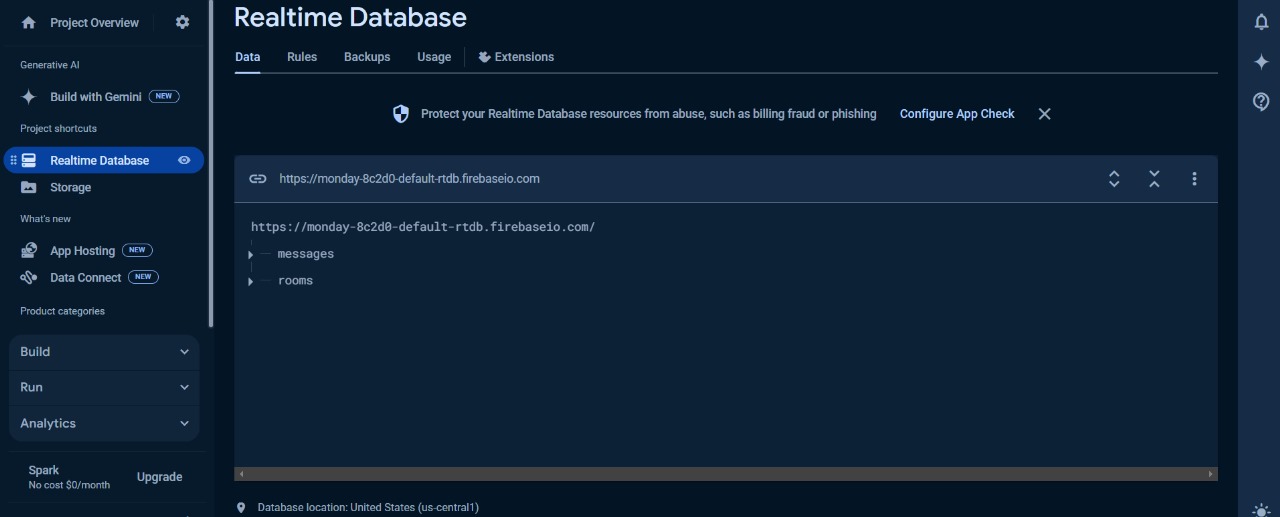 Project Overview
Generative AI
Build with Gemini NEW
Project shortcuts
Realtime Database
Storage
What's new
App Hosting NEW
Data Connect NEW
Product categories
Build
Run
Analytics
Spark
No cost $0/month
Upgrade
Realtime Database
Data Rules Backups Usage Extensions
Protect your Realtime Database resources from abuse, such as billing fraud or phishing Configure App Check
https://monday-8c2d0-default-rtdb.firebaseio.com
https://monday-8c2d0-default-rtdb.firebaseio.com/
messages
rooms
Database location: United States (us-central1)